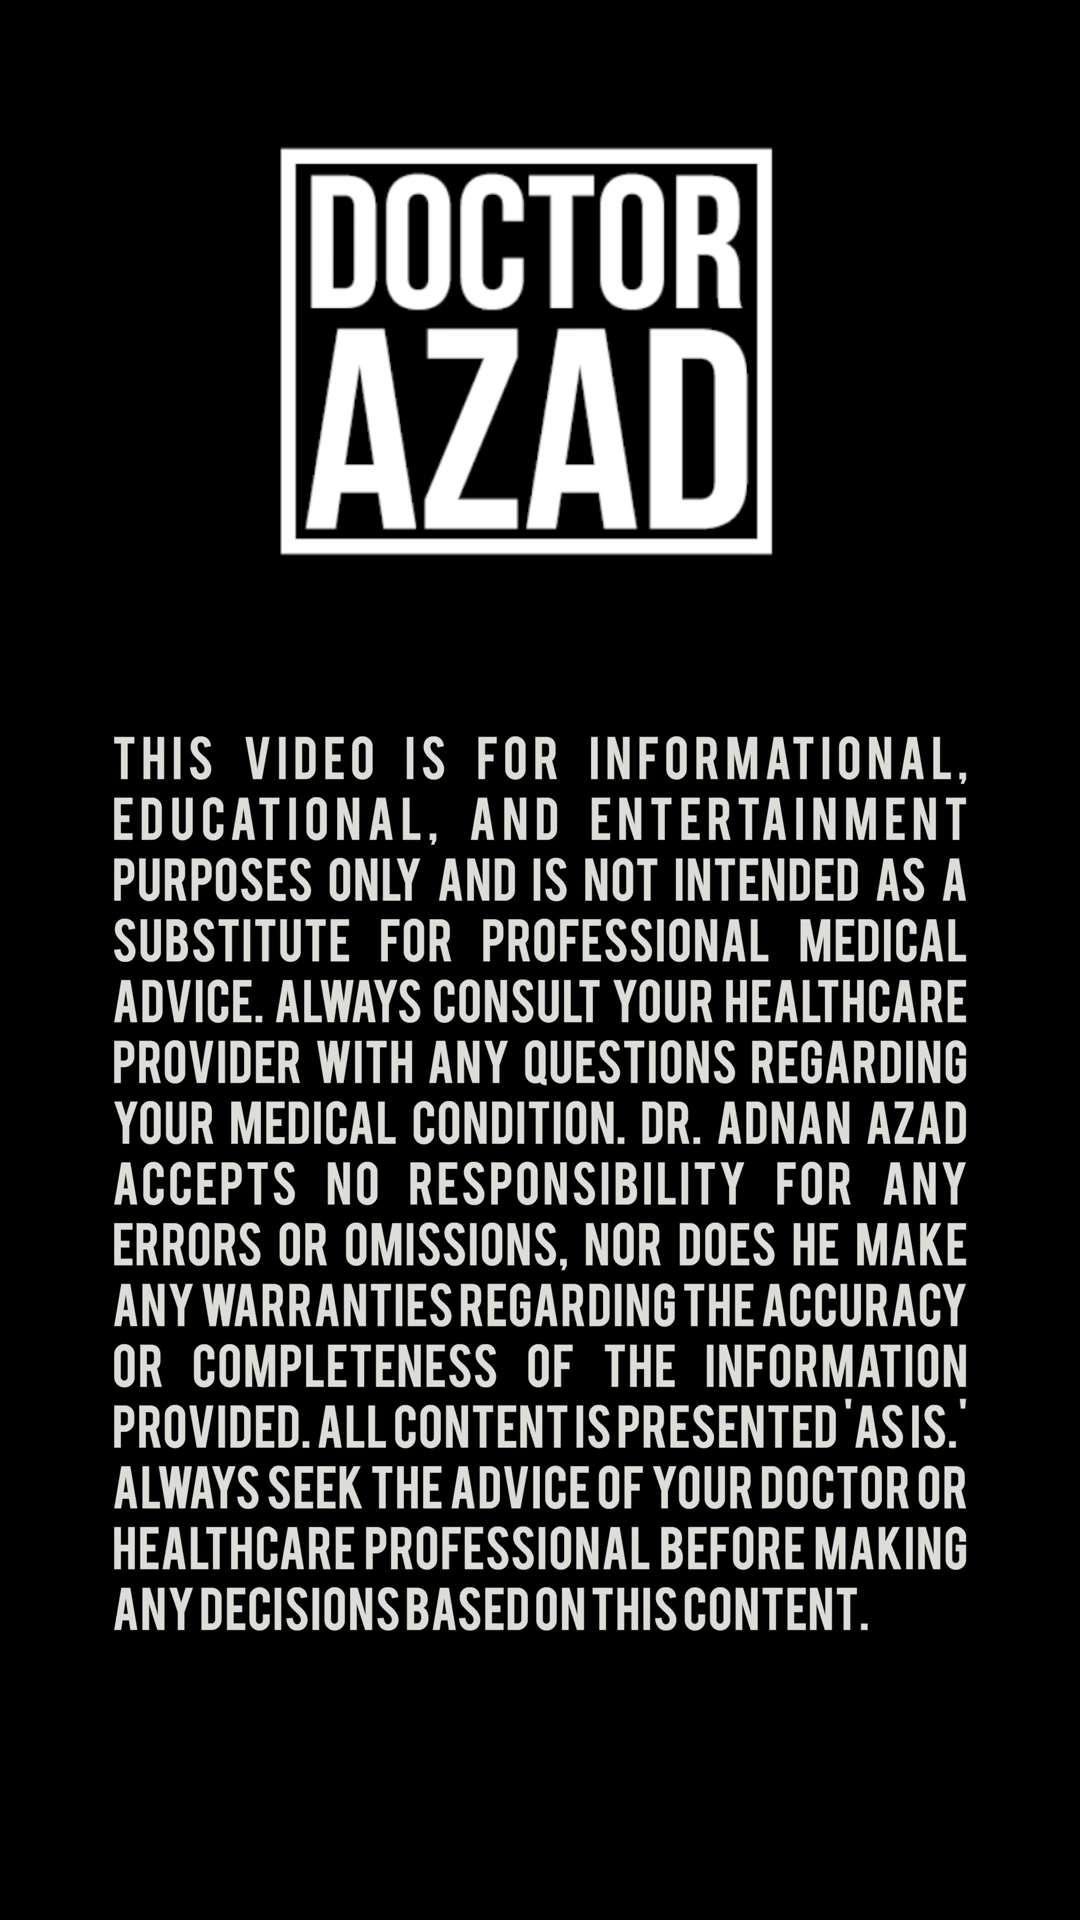 DOCTOR
AZAD
THIS VIDEO IS FOR INFORMATIONAL,
EDUCATIONAL, AND ENTERTAINMENT
PURPOSES ONLY AND IS NOT INTENDED AS A
SUBSTITUTE FOR PROFESSIONAL MEDICAL
ADVICE. ALWAYS CONSULT YOUR HEALTHCARE
PROVIDER WITH ANY QUESTIONS REGARDING
YOUR MEDICAL CONDITION. DR. ADNAN AZAD
ACCEPTS NO RESPONSIBILITY FOR ANY
ERRORS OR OMISSIONS, NOR DOES HE MAKE
ANY WARRANTIES REGARDING THE ACCURACY
OR COMPLETENESS OF THE INFORMATION
PROVIDED. ALL CONTENT IS PRESENTED 'AS IS.'
ALWAYS SEEK THE ADVICE OF YOUR DOCTOR OR
HEALTHCARE PROFESSIONAL BEFORE MAKING
ANY DECISIONS BASED ON THIS CONTENT.